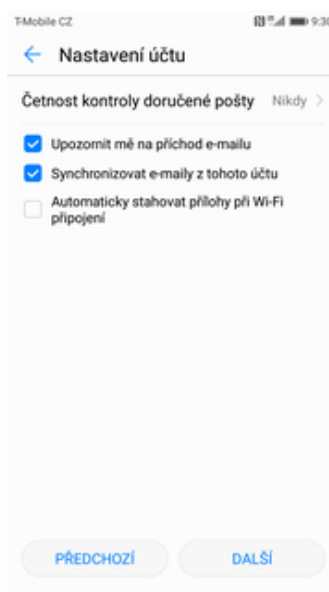 T-Mobile CZ 9:30
Nastavení účtu
Četnost kontroly doručené pošty Nikdy
Upozornit mě na příchod e-mailu
Synchronizovat e-maily z tohoto účtu
Automaticky stahovat přílohy při Wi-Fi
připojení
PŘEDCHOZÍ DALŠÍ